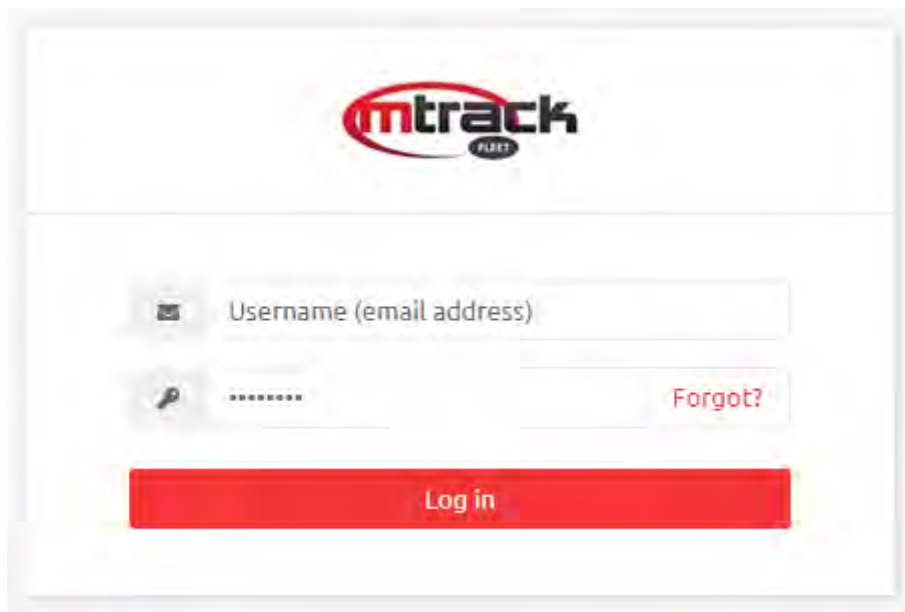 mtrack
FLEET
Username (email address)
••••••••
Forgot?
Log in